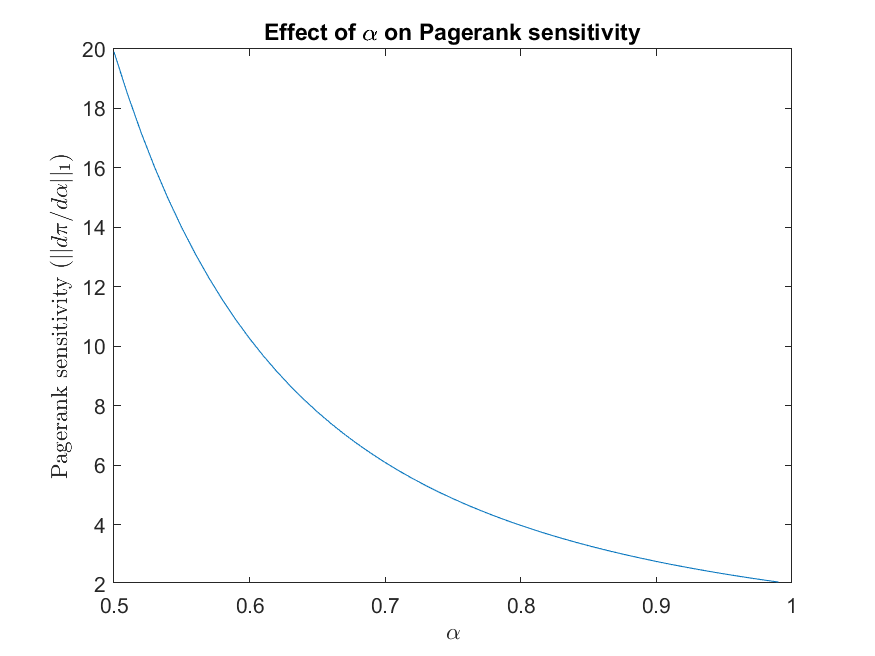 Effect of α on Pagerank sensitivity
Pagerank sensitivity (||dπ/dα||₁)
20
18
16
14
12
10
8
6
4
2
0.5 0.6 0.7 0.8 0.9 1
α